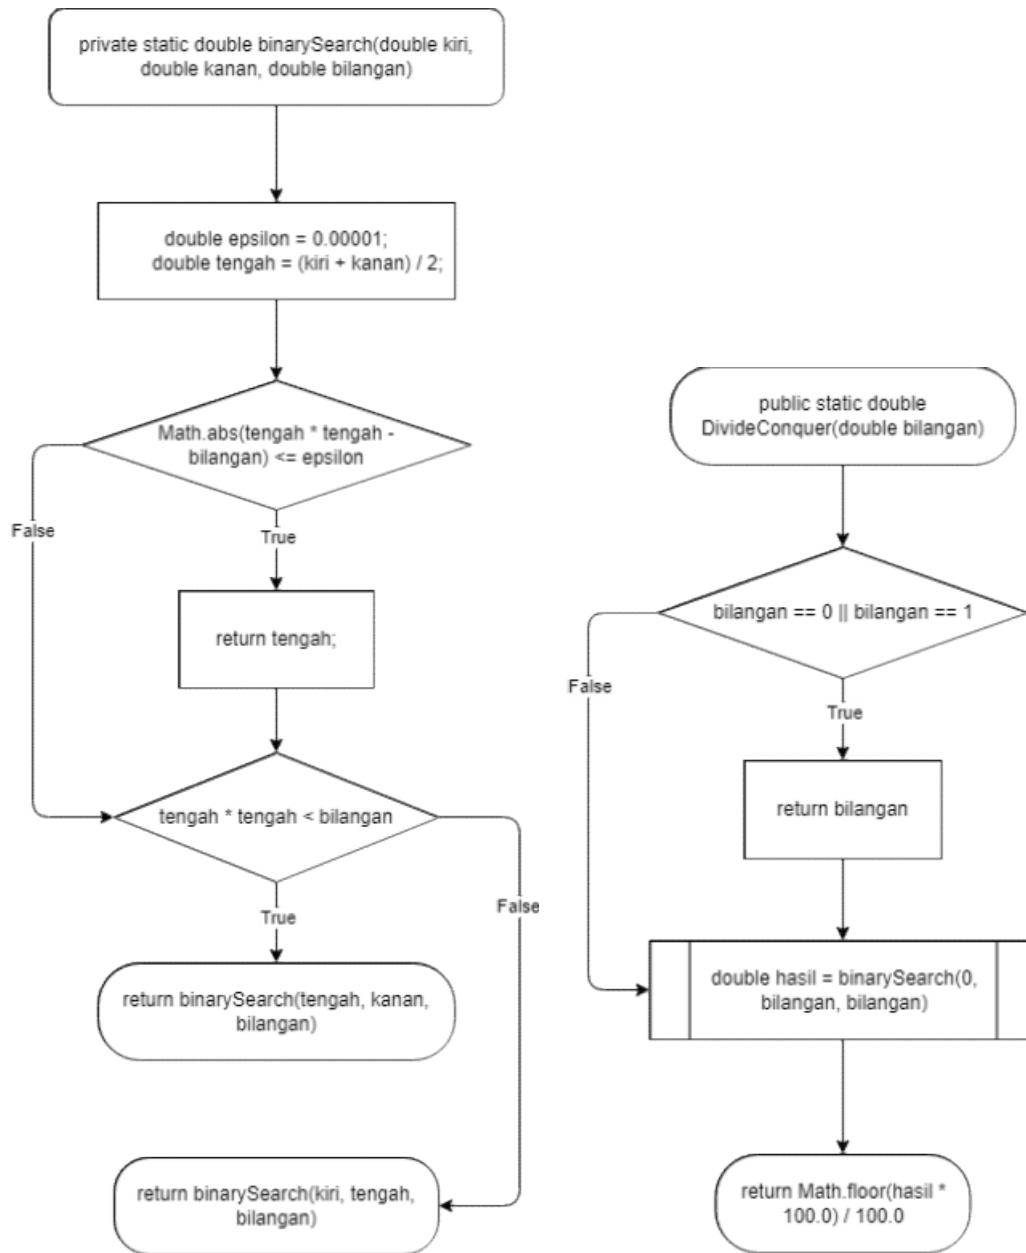 private static double binarySearch(double kiri,
double kanan, double bilangan)
double epsilon = 0.00001;
double tengah = (kiri + kanan) / 2;
Math.abs(tengah * tengah -
bilangan) <= epsilon
False
True
return tengah;
tengah * tengah < bilangan
True
False
return binarySearch(tengah, kanan,
bilangan)
return binarySearch(kiri, tengah,
bilangan)
public static double
DivideConquer(double bilangan)
bilangan == 0 || bilangan == 1
False
True
return bilangan
double hasil = binarySearch(0,
bilangan, bilangan)
return Math.floor(hasil *
100.0) / 100.0